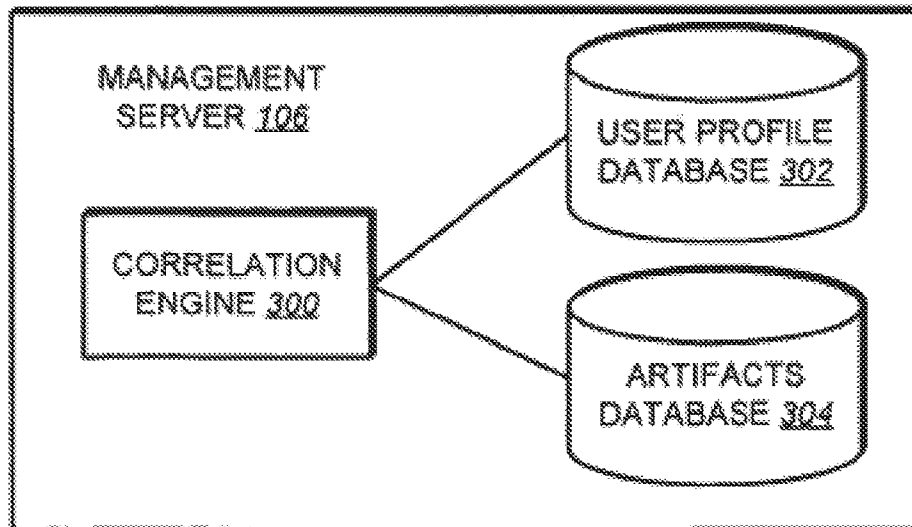 MANAGEMENT
SERVER 106
USER PROFILE
DATABASE 302
CORRELATION
ENGINE 300
ARTIFACTS
DATABASE 304